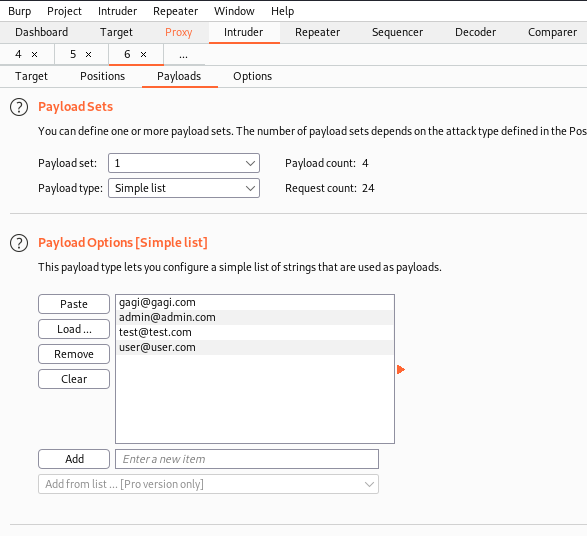 Burp Project Intruder Repeater Window Help
Dashboard Target Proxy Intruder Repeater Sequencer Decoder Comparer
4 × 5 × 6 × ...
Target Positions Payloads Options
? Payload Sets
You can define one or more payload sets. The number of payload sets depends on the attack type defined in the Pos
Payload set: 1 Payload count: 4
Payload type: Simple list Request count: 24
? Payload Options [Simple list]
This payload type lets you configure a simple list of strings that are used as payloads.
Paste gagi@gagi.com
admin@admin.com
Load ... test@test.com
Remove user@user.com
Clear
Add Enter a new item
Add from list ... [Pro version only]